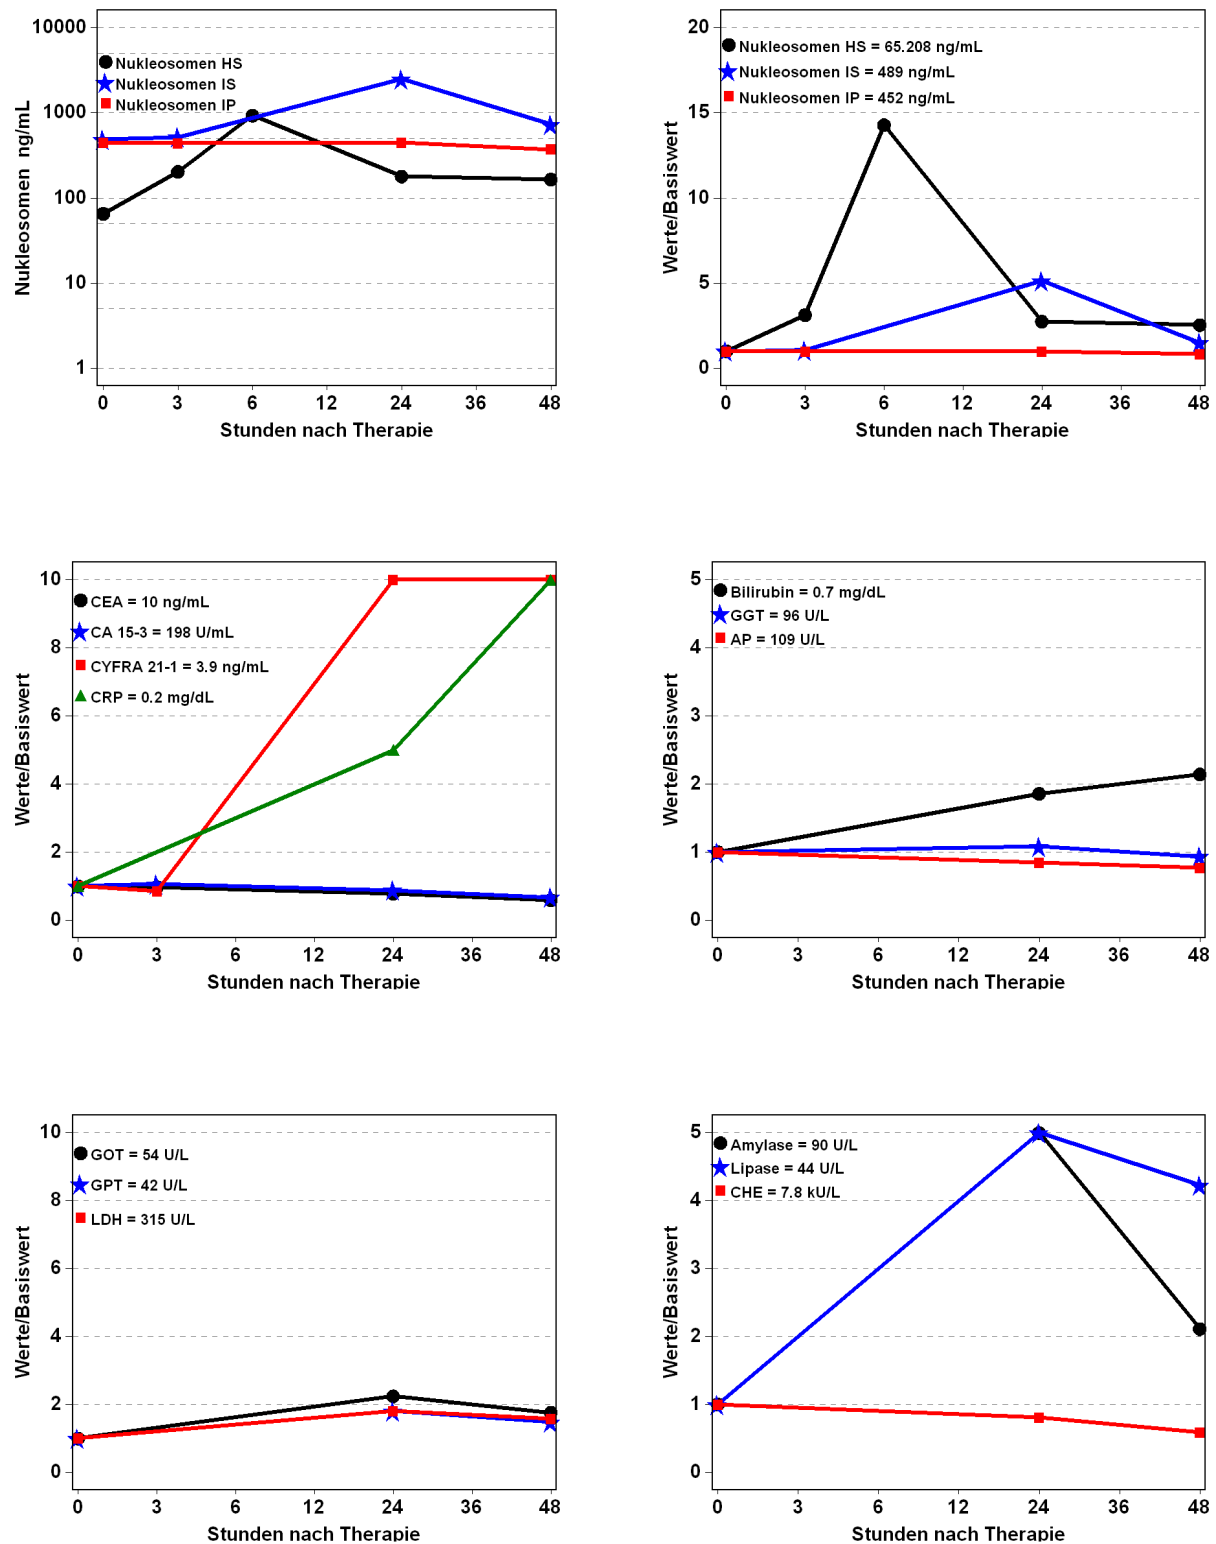 10000
1000
100
10
1
Nukleosomen ng/mL
Nukleosomen HS
Nukleosomen IS
Nukleosomen IP
0 3 6 12 24 36 48
Stunden nach Therapie
20
15
10
5
0
Werte/Basiswert
Nukleosomen HS = 65.208 ng/mL
Nukleosomen IS = 489 ng/mL
Nukleosomen IP = 452 ng/mL
0 3 6 12 24 36 48
Stunden nach Therapie
10
8
6
4
2
0
Werte/Basiswert
CEA = 10 ng/mL
CA 15-3 = 198 U/mL
CYFRA 21-1 = 3.9 ng/mL
CRP = 0.2 mg/dL
0 3 6 12 24 36 48
Stunden nach Therapie
5
4
3
2
1
0
Werte/Basiswert
Bilirubin = 0.7 mg/dL
GGT = 96 U/L
AP = 109 U/L
0 3 6 12 24 36 48
Stunden nach Therapie
10
8
6
4
2
0
Werte/Basiswert
GOT = 54 U/L
GPT = 42 U/L
LDH = 315 U/L
0 3 6 12 24 36 48
Stunden nach Therapie
5
4
3
2
1
0
Werte/Basiswert
Amylase = 90 U/L
Lipase = 44 U/L
CHE = 7.8 kU/L
0 3 6 12 24 36 48
Stunden nach Therapie